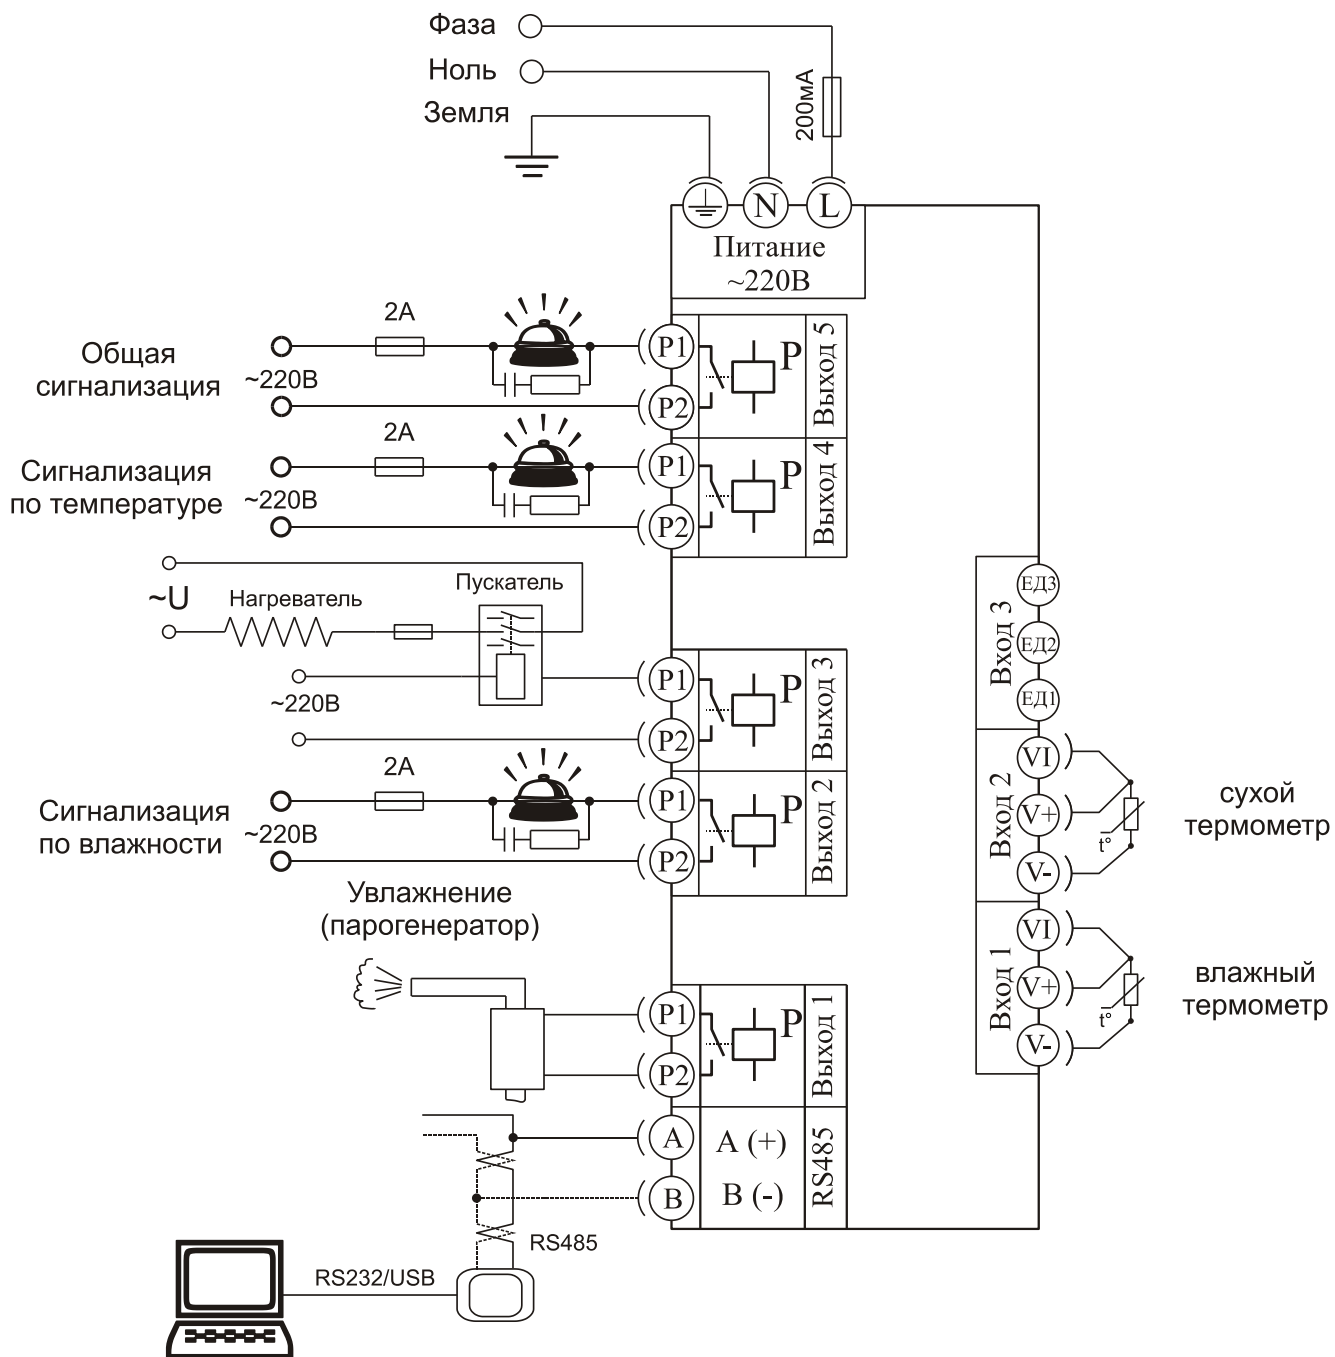 Фаза
Ноль
Земля
200мА
N
L
Питание
~220В
Общая
сигнализация
~220В
2А
P1
P2
P
Выход 5
Сигнализация
по температуре
~220В
2А
P1
P2
P
Выход 4
~U
Нагреватель
Пускатель
~220В
P1
P2
P
Выход 3
Сигнализация
по влажности
~220В
2А
P1
P2
P
Выход 2
Увлажнение
(парогенератор)
P1
P2
P
Выход 1
A
B
A (+)
B (-)
RS485
RS485
RS232/USB
ЕД3
ЕД2
ЕД1
Вход 3
VI
V+
V-
Вход 2
t°
сухой
термометр
VI
V+
V-
Вход 1
t°
влажный
термометр